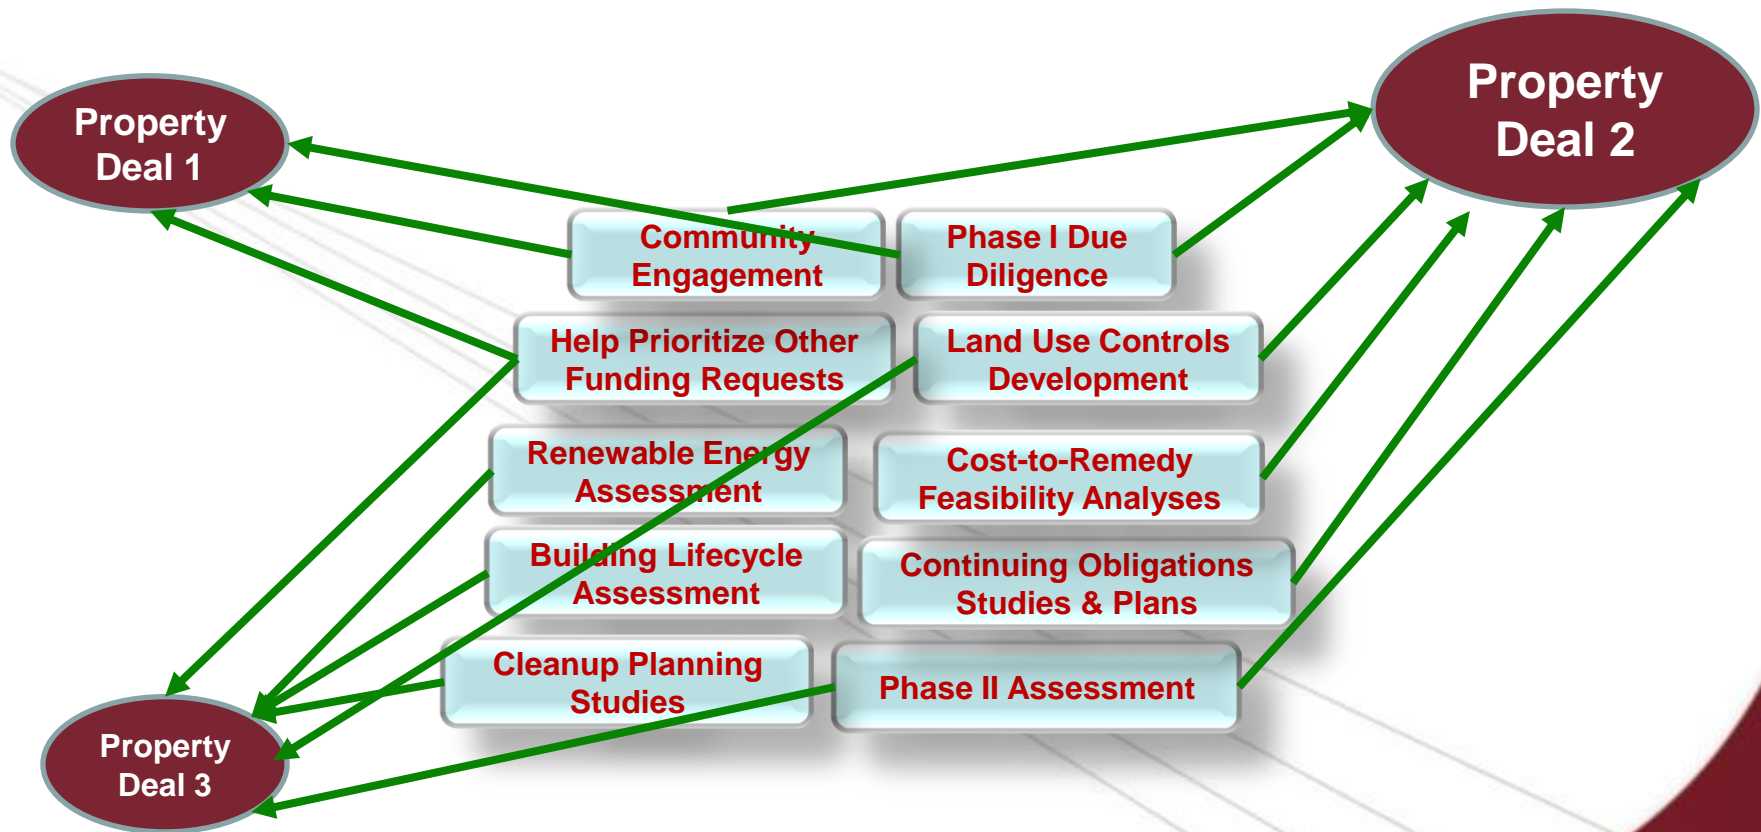 Property
Deal 1
Property
Deal 2
Community
Engagement
Phase I Due
Diligence
Help Prioritize Other
Funding Requests
Land Use Controls
Development
Renewable Energy
Assessment
Cost-to-Remedy
Feasibility Analyses
Building Lifecycle
Assessment
Continuing Obligations
Studies & Plans
Cleanup Planning
Studies
Phase II Assessment
Property
Deal 3